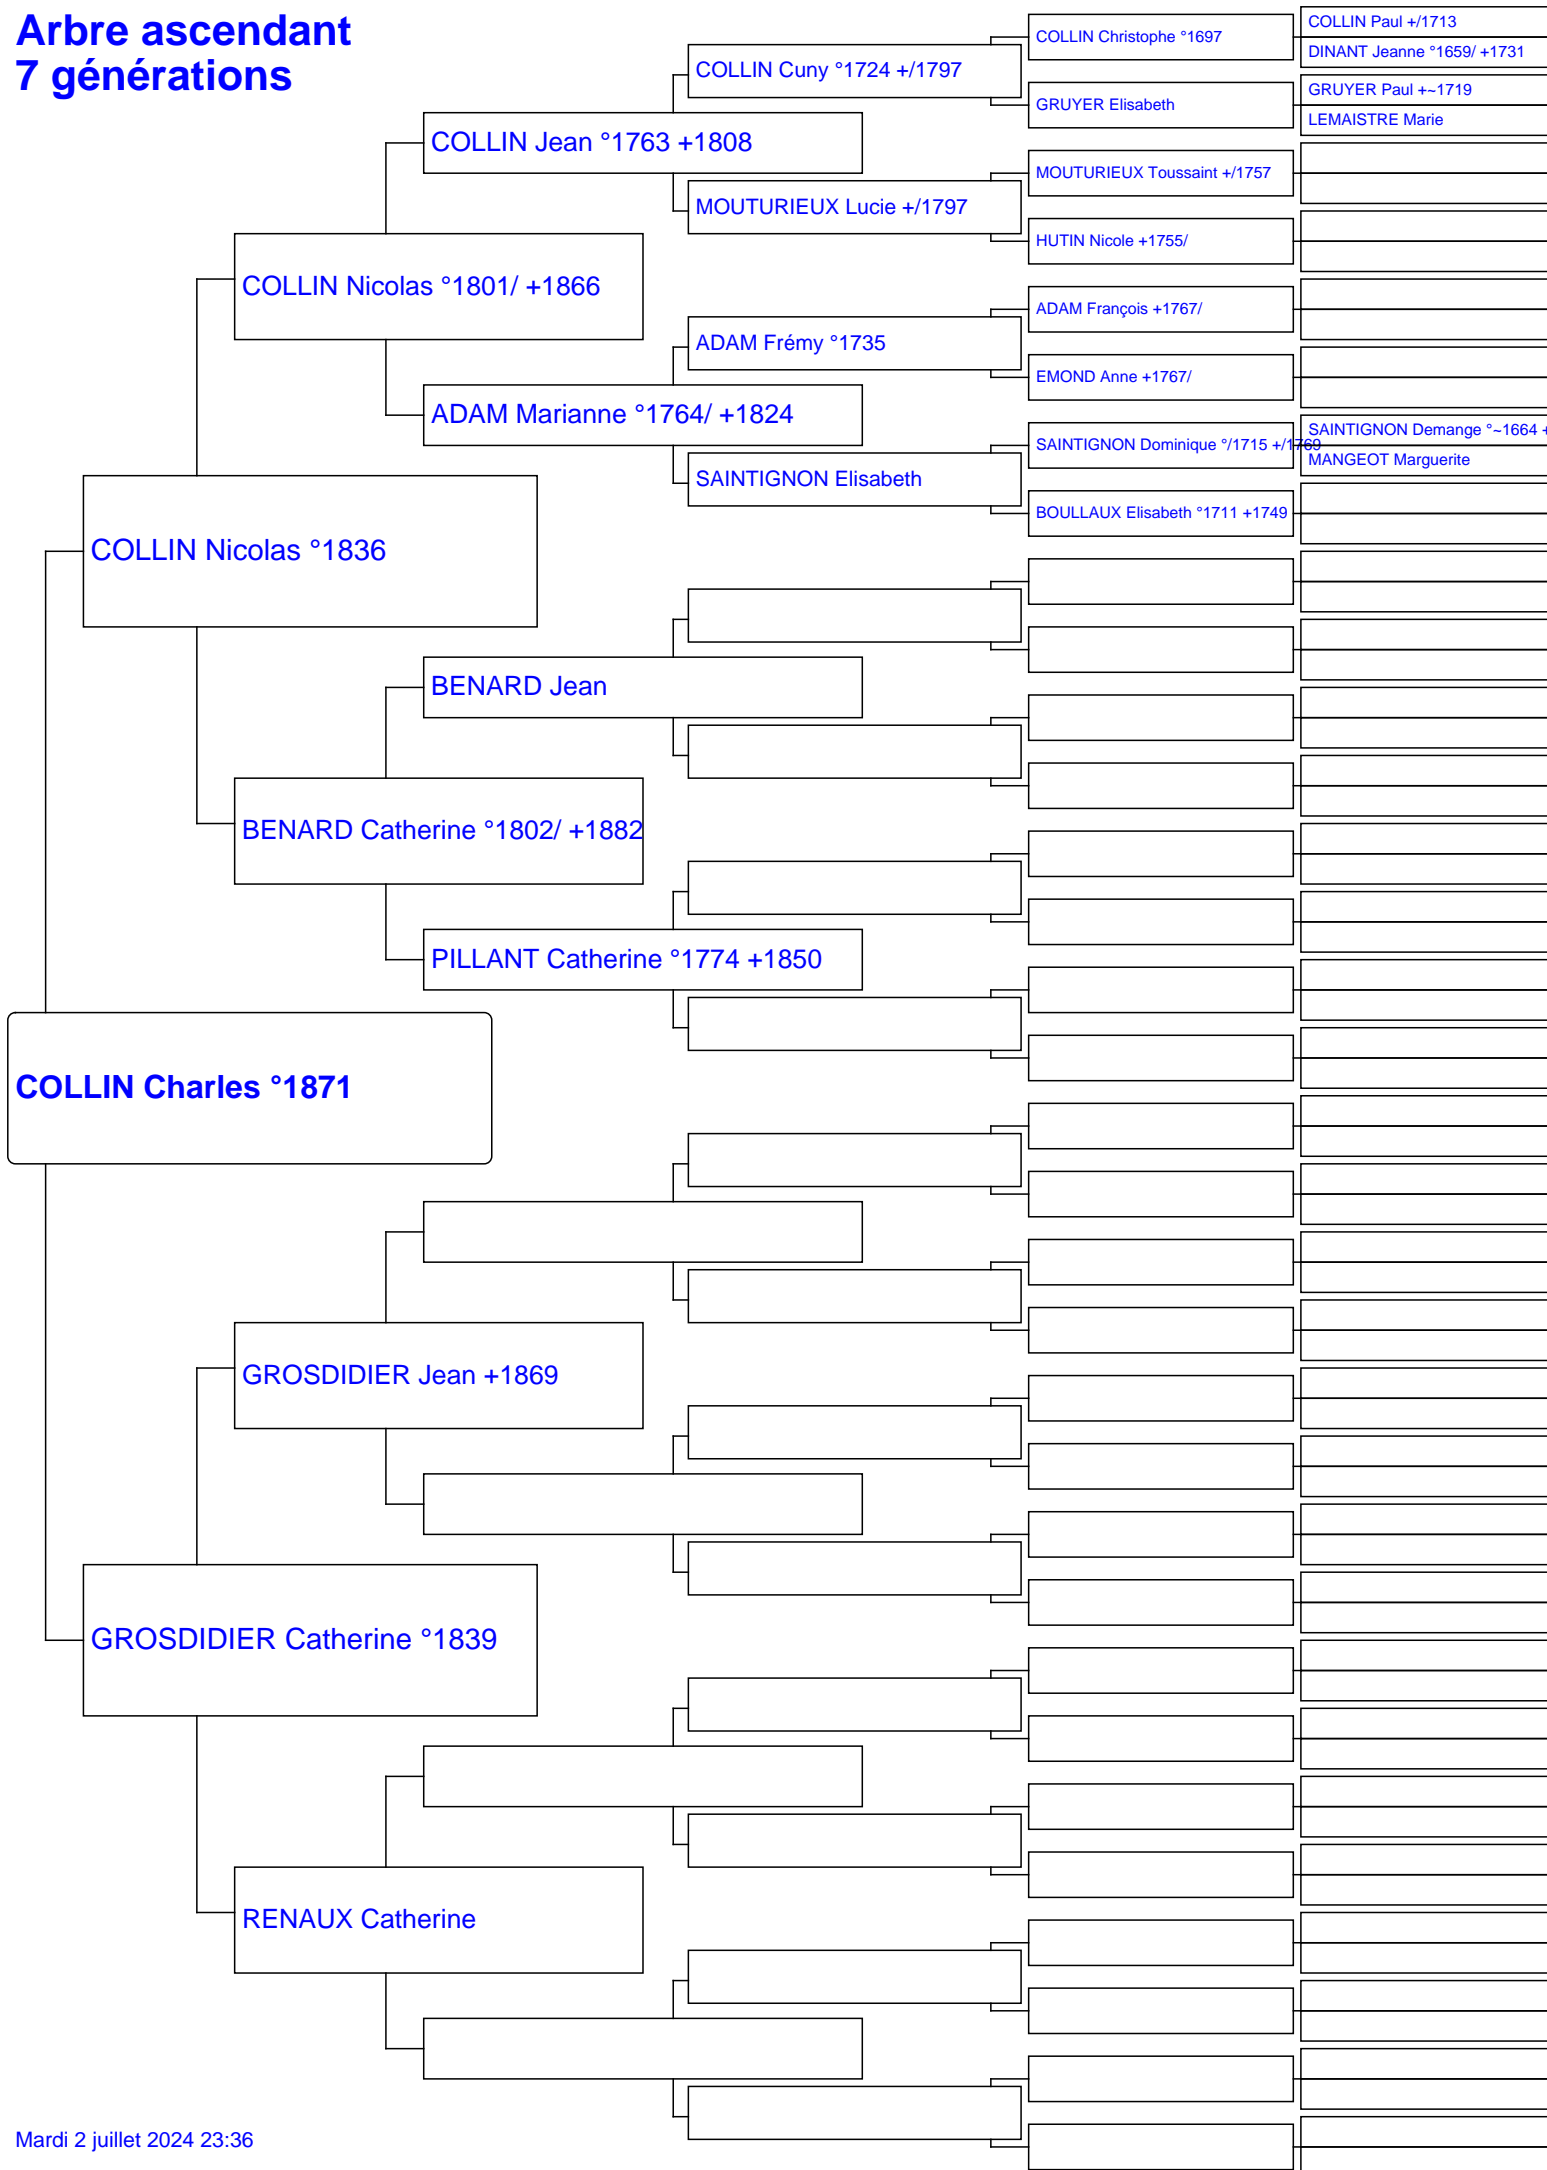 Arbre ascendant
7 générations
COLLIN Paul +/1713
COLLIN Christophe °1697
DINANT Jeanne °1659/ +1731
COLLIN Cuny °1724 +/1797
GRUYER Paul +~1719
GRUYER Elisabeth
LEMAISTRE Marie
COLLIN Jean °1763 +1808
MOUTURIEUX Toussaint +/1757
MOUTURIEUX Lucie +/1797
HUTIN Nicole +1755/
COLLIN Nicolas °1801/ +1866
ADAM François +1767/
ADAM Frémy °1735
EMOND Anne +1767/
ADAM Marianne °1764/ +1824
SAINTIGNON Demange °~1664 +
SAINTIGNON Dominique °/1715 +/1769
MANGEOT Marguerite
SAINTIGNON Elisabeth
BOULLAUX Elisabeth °1711 +1749
COLLIN Nicolas °1836
BENARD Jean
BENARD Catherine °1802/ +1882
PILLANT Catherine °1774 +1850
COLLIN Charles °1871
GROSDIDIER Jean +1869
GROSDIDIER Catherine °1839
RENAUX Catherine
Mardi 2 juillet 2024 23:36